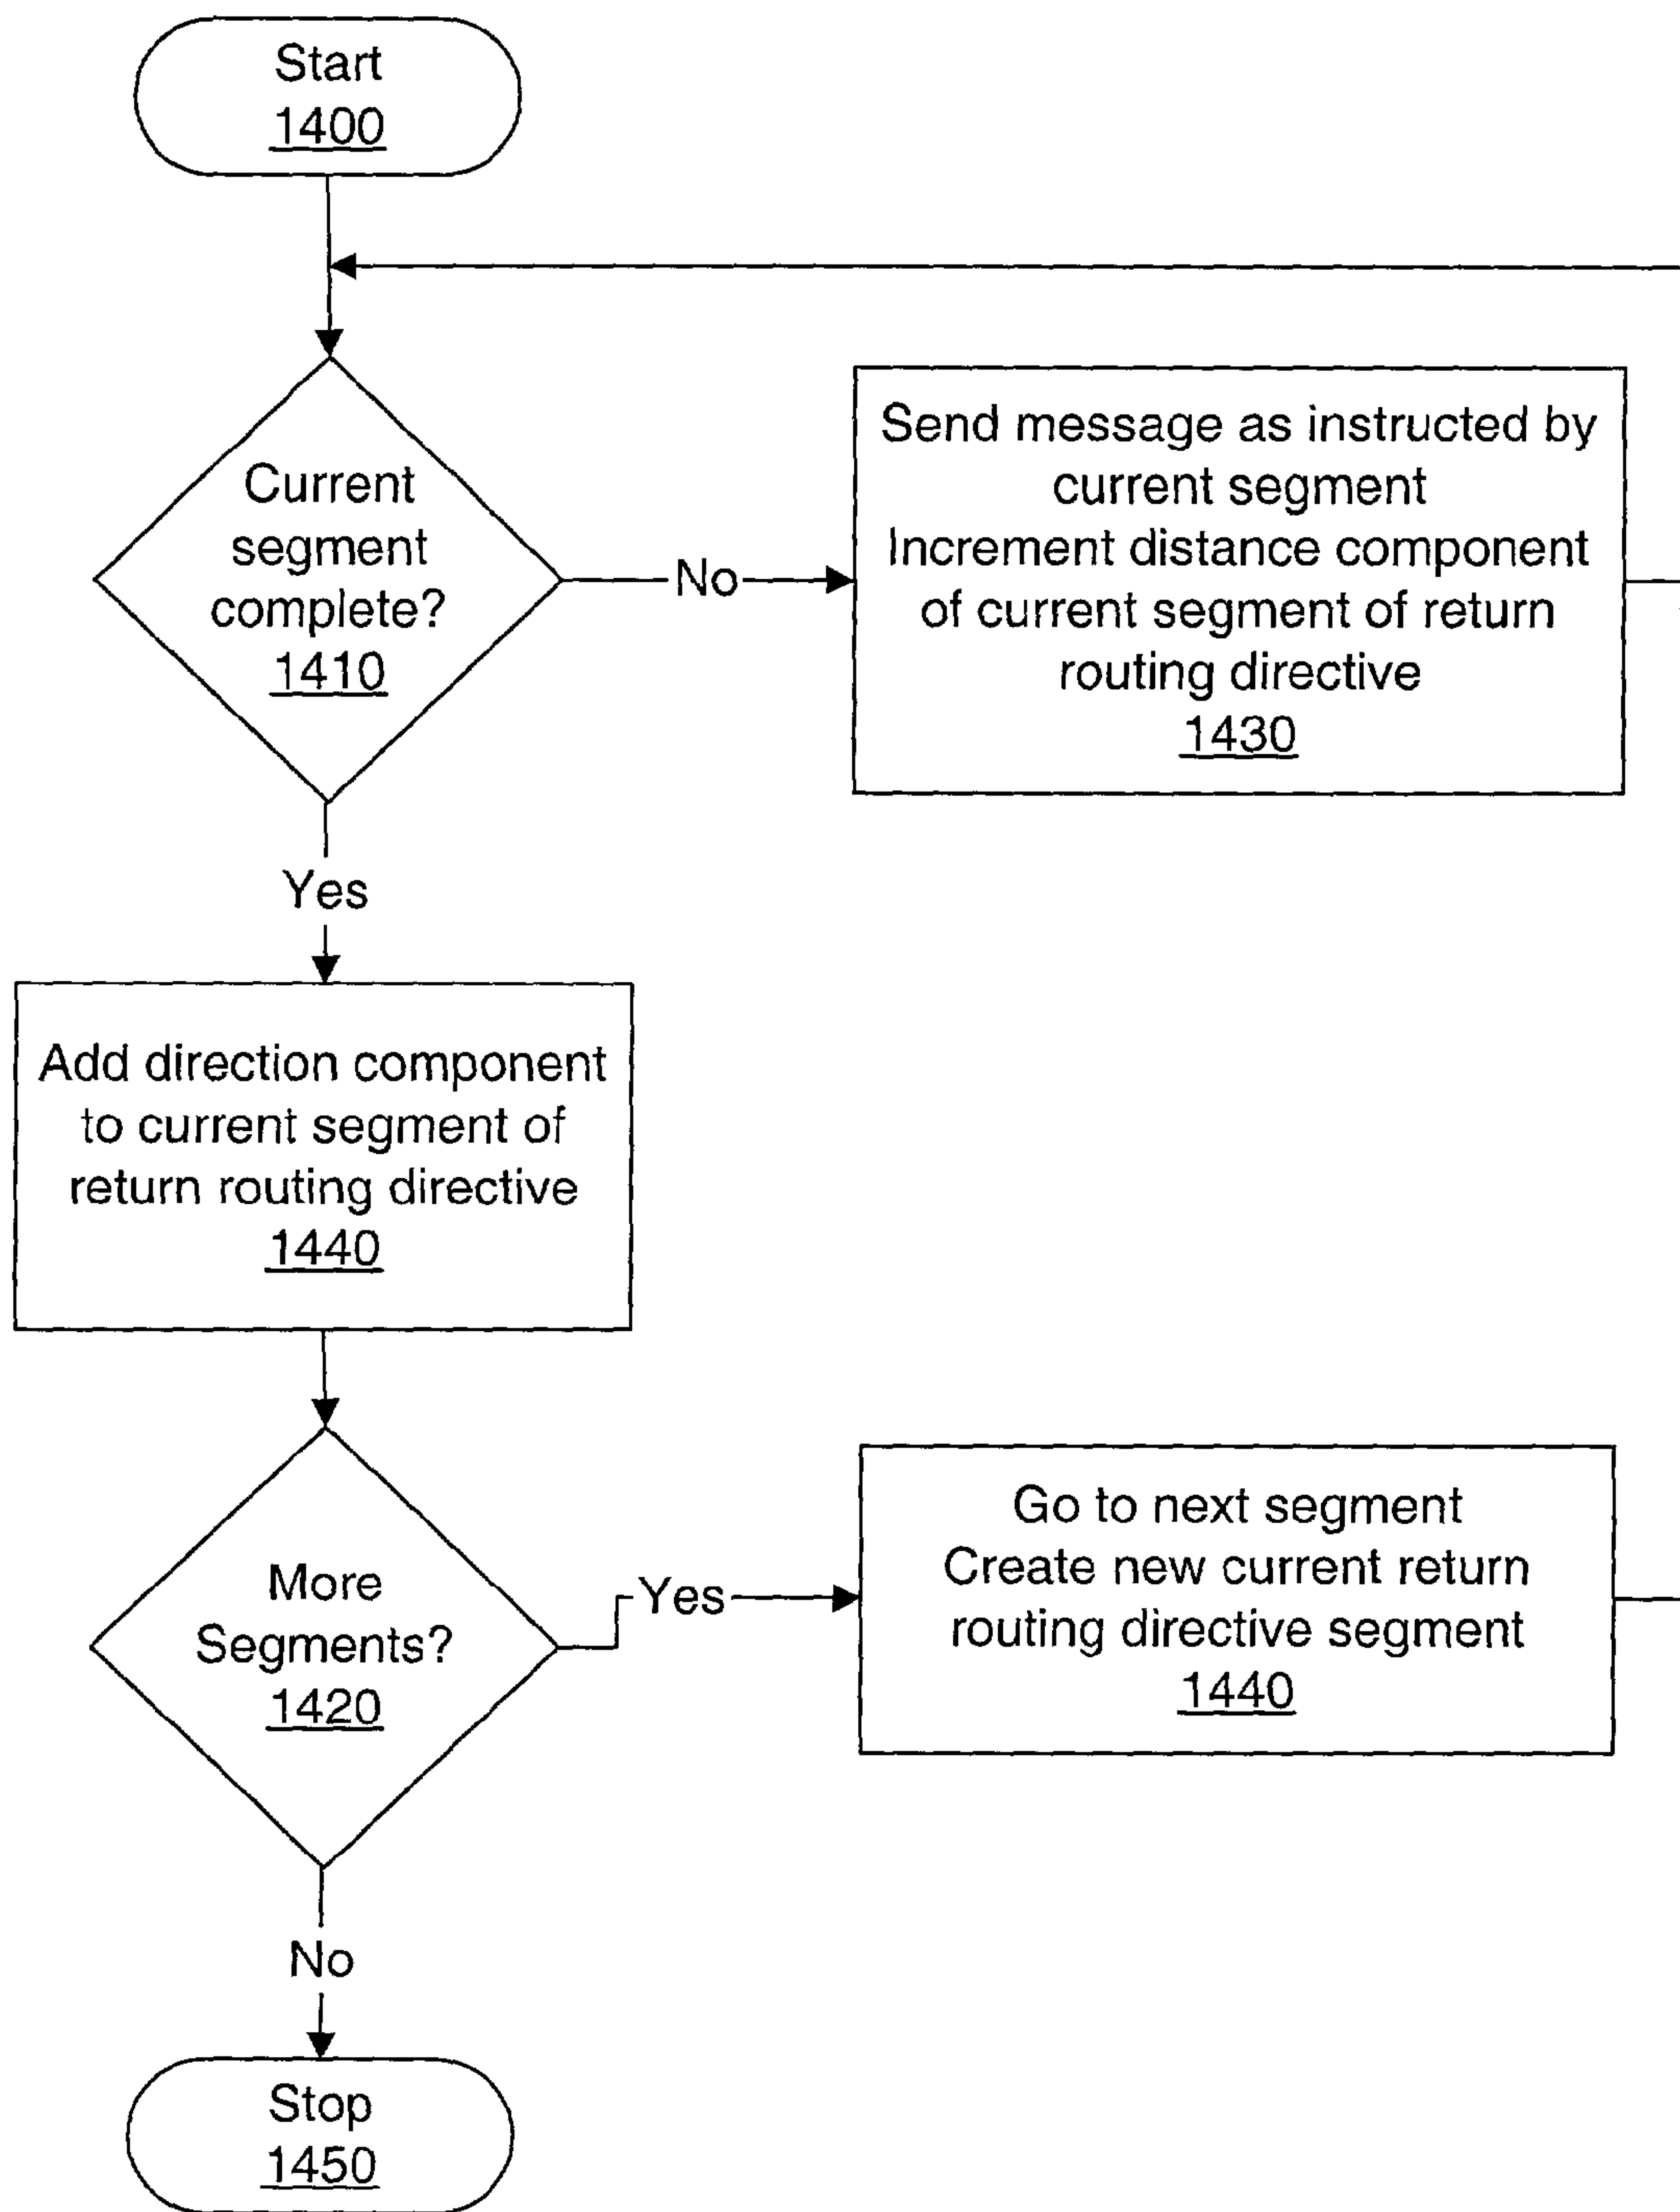 Start
1400
Current
segment
complete?
1410
No
Send message as instructed by
current segment
Increment distance component
of current segment of return
routing directive
1430
Yes
Add direction component
to current segment of
return routing directive
1440
More
Segments?
1420
Yes
Go to next segment
Create new current return
routing directive segment
1440
No
Stop
1450